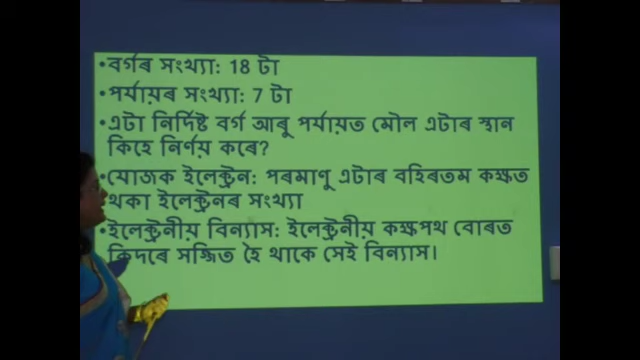 •বৰ্গৰ সংখ্যা: 18 টা
•পৰ্যায়ৰ সংখ্যা: 7 টা
•এটা নিৰ্দিষ্ট বৰ্গ আৰু পৰ্যায়ত মৌল এটাৰ স্থান
কিহে নিৰ্ণয় কৰে?
•যোজক ইলেক্ট্ৰন: পৰমাণু এটাৰ বহিৰতম কক্ষত
থকা ইলেক্ট্ৰনৰ সংখ্যা
•ইলেক্ট্ৰনীয় বিন্যাস: ইলেক্ট্ৰনীয় কক্ষপথ বোৰত
কিদৰে সজ্জিত হৈ থাকে সেই বিন্যাস।